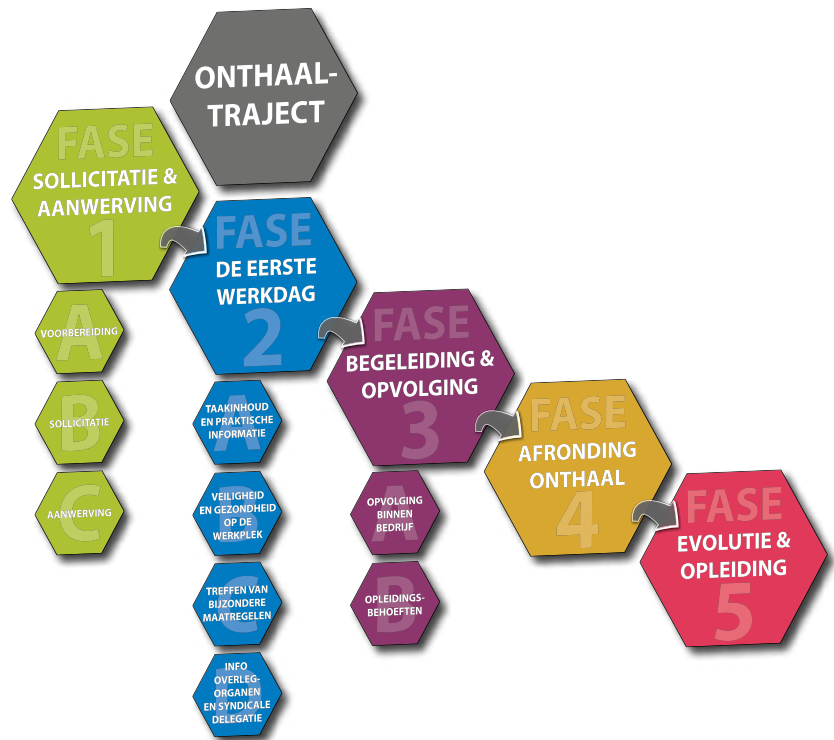 ONTHAAL-
TRAJECT
FASE
SOLLICITATIE &
AANWERVING
1
A
VOORBEREIDING
B
SOLLICITATIE
C
AANWERVING
FASE
DE EERSTE
WERKDAG
2
A
TAAKINHOUD
EN PRAKTISCHE
INFORMATIE
B
VEILIGHEID
EN GEZONDHEID
OP DE
WERKPLEK
C
TREFFEN VAN
BIJZONDERE
MAATREGELEN
D
INFO
OVERLEG-
ORGANEN
EN SYNDICALE
DELEGATIE
FASE
BEGELEIDING &
OPVOLGING
3
A
OPVOLGING
BINNEN
BEDRIJF
B
OPLEIDINGS-
BEHOEFTEN
FASE
AFRONDING
ONTHAAL
4
FASE
EVOLUTIE &
OPLEIDING
5